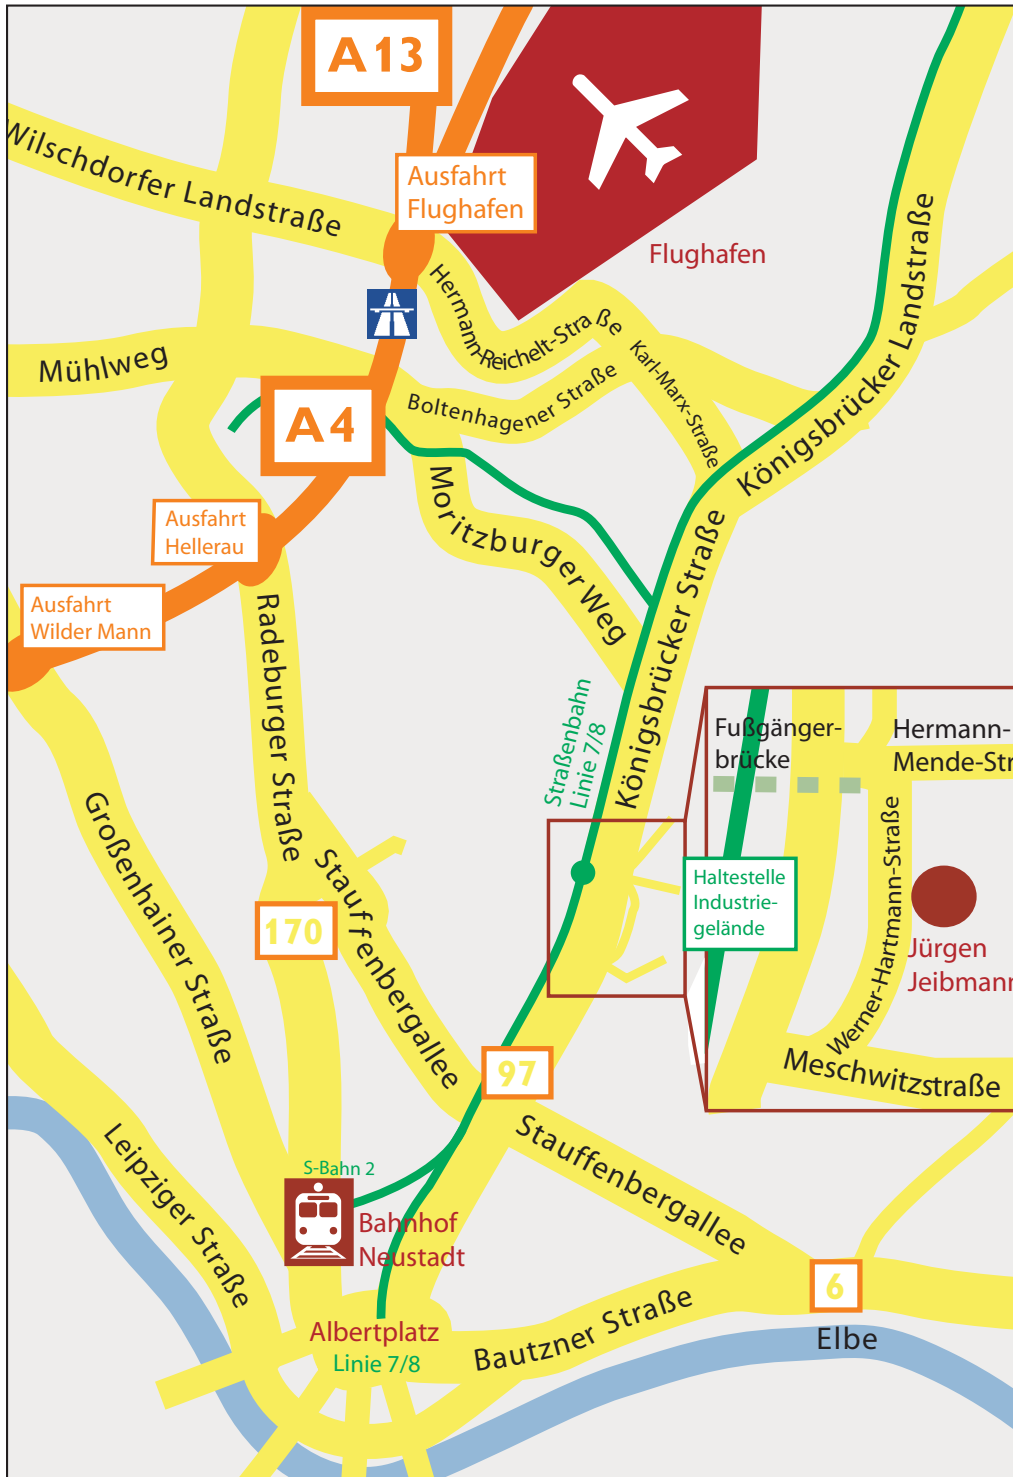 A 13
Wilschdorfer Landstraße
Ausfahrt
Flughafen
Flughafen
Hermann-Reichelt-Straße
Königsbrücker Landstraße
Mühlweg
Karl-Marx-Straße
Boltenhagener Straße
A 4
Moritzburger Weg
Ausfahrt
Hellerau
Ausfahrt
Wilder Mann
Radeburger Straße
Königsbrücker Straße
Straßenbahn
Linie 7/8
Fußgänger-
brücke
Hermann-
Mende-Str
Großenhainer Straße
Stauffenbergallee
Werner-Hartmann-Straße
Haltestelle
Industrie-
gelände
170
Jürgen
Jeibmann
97
Meschwitzstraße
Leipziger Straße
Stauffenbergallee
S-Bahn 2
Bahnhof
Neustadt
6
Albertplatz
Linie 7/8
Bautzner Straße
Elbe